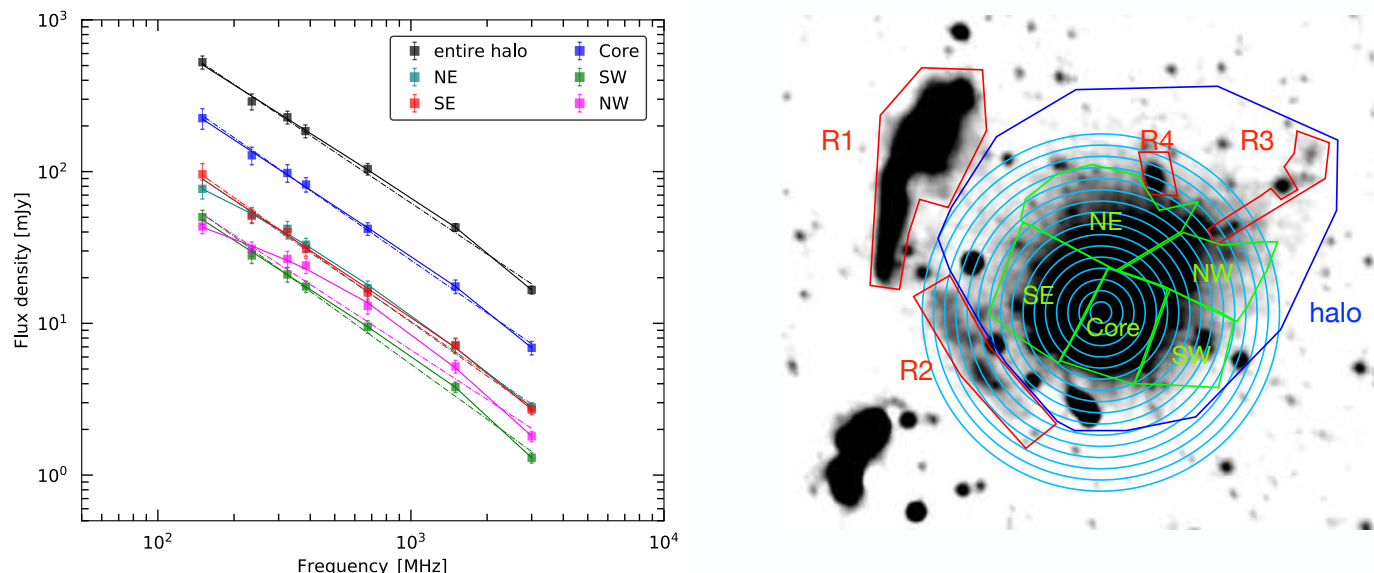 10³
10²
10¹
10⁰
Flux density [mJy]
entire halo
NE
SE
Core
SW
NW
10²
10³
10⁴
Frequency [MHz]
R1
R4
R3
NE
NW
SE
halo
Core
SW
R2